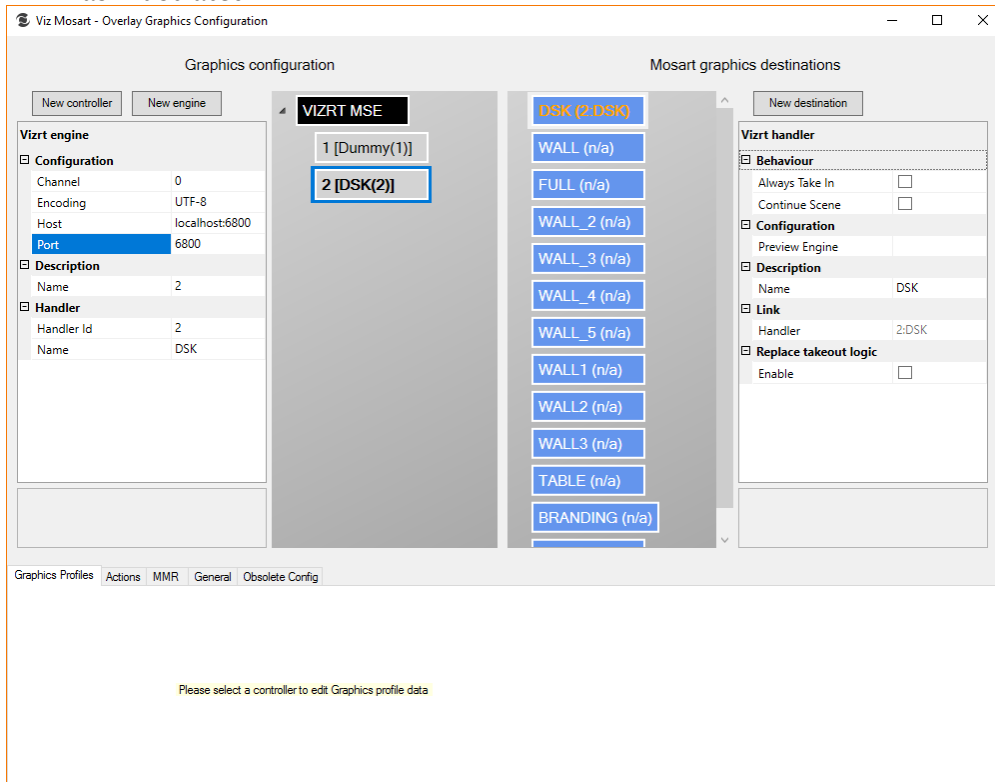 Viz Mosart - Overlay Graphics Configuration
Graphics configuration
Mosart graphics destinations
New controller
New engine
Vizrt engine
Configuration
Channel 0
Encoding UTF-8
Host localhost:6800
Port 6800
Description
Name 2
Handler
Handler Id 2
Name DSK
VIZRT MSE
1 [Dummy(1)]
2 [DSK(2)]
DSK (2:DSK)
WALL (n/a)
FULL (n/a)
WALL_2 (n/a)
WALL_3 (n/a)
WALL_4 (n/a)
WALL_5 (n/a)
WALL1 (n/a)
WALL2 (n/a)
WALL3 (n/a)
TABLE (n/a)
BRANDING (n/a)
New destination
Vizrt handler
Behaviour
Always Take In
Continue Scene
Configuration
Preview Engine
Description
Name DSK
Link
Handler 2:DSK
Replace takeout logic
Enable
Graphics Profiles Actions MMR General Obsolete Config
Please select a controller to edit Graphics profile data